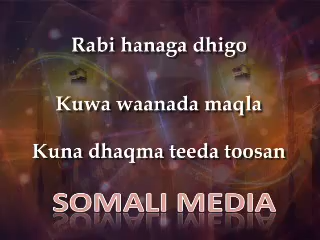 Rabi hanaga dhigo
Kuwa waanada maqla
Kuna dhaqma teeda toosan
SOMALI MEDIA